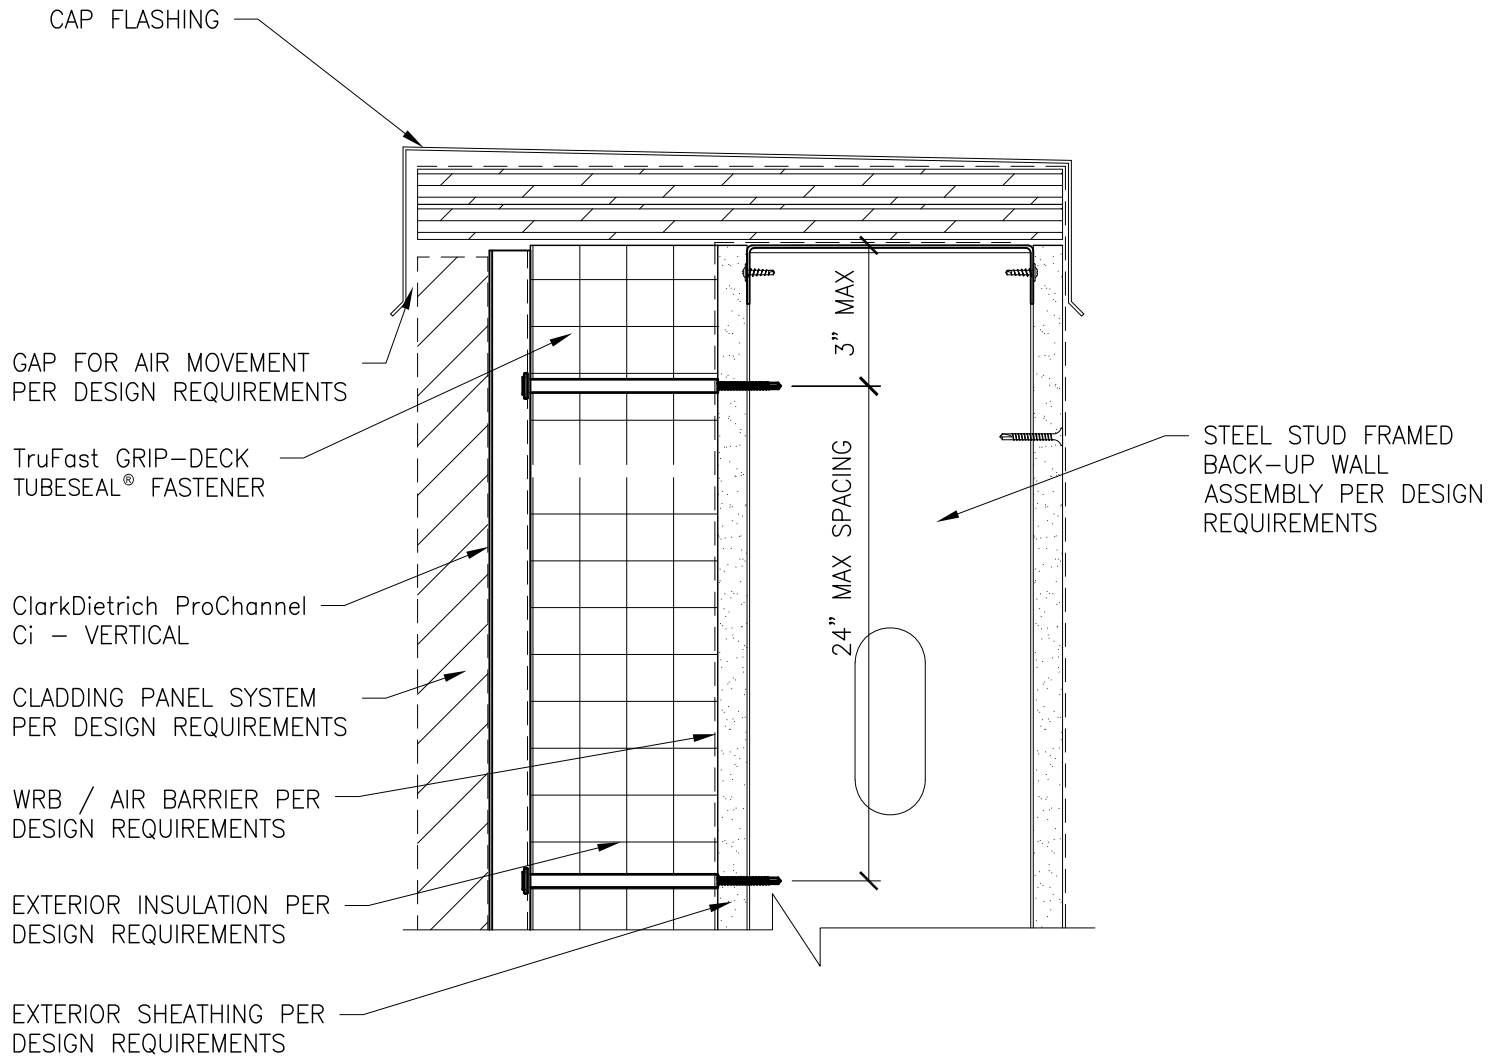 CAP FLASHING
GAP FOR AIR MOVEMENT
PER DESIGN REQUIREMENTS
TruFast GRIP-DECK
TUBESEAL® FASTENER
ClarkDietrich ProChannel
Ci - VERTICAL
CLADDING PANEL SYSTEM
PER DESIGN REQUIREMENTS
WRB / AIR BARRIER PER
DESIGN REQUIREMENTS
EXTERIOR INSULATION PER
DESIGN REQUIREMENTS
EXTERIOR SHEATHING PER
DESIGN REQUIREMENTS
3" MAX
24" MAX SPACING
STEEL STUD FRAMED
BACK-UP WALL
ASSEMBLY PER DESIGN
REQUIREMENTS